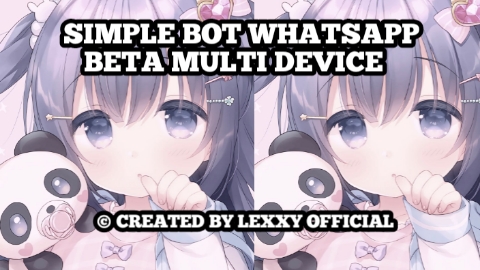 SIMPLE BOT WHATSAPP
BETA MULTI DEVICE
© CREATED BY LEXXY OFFICIAL